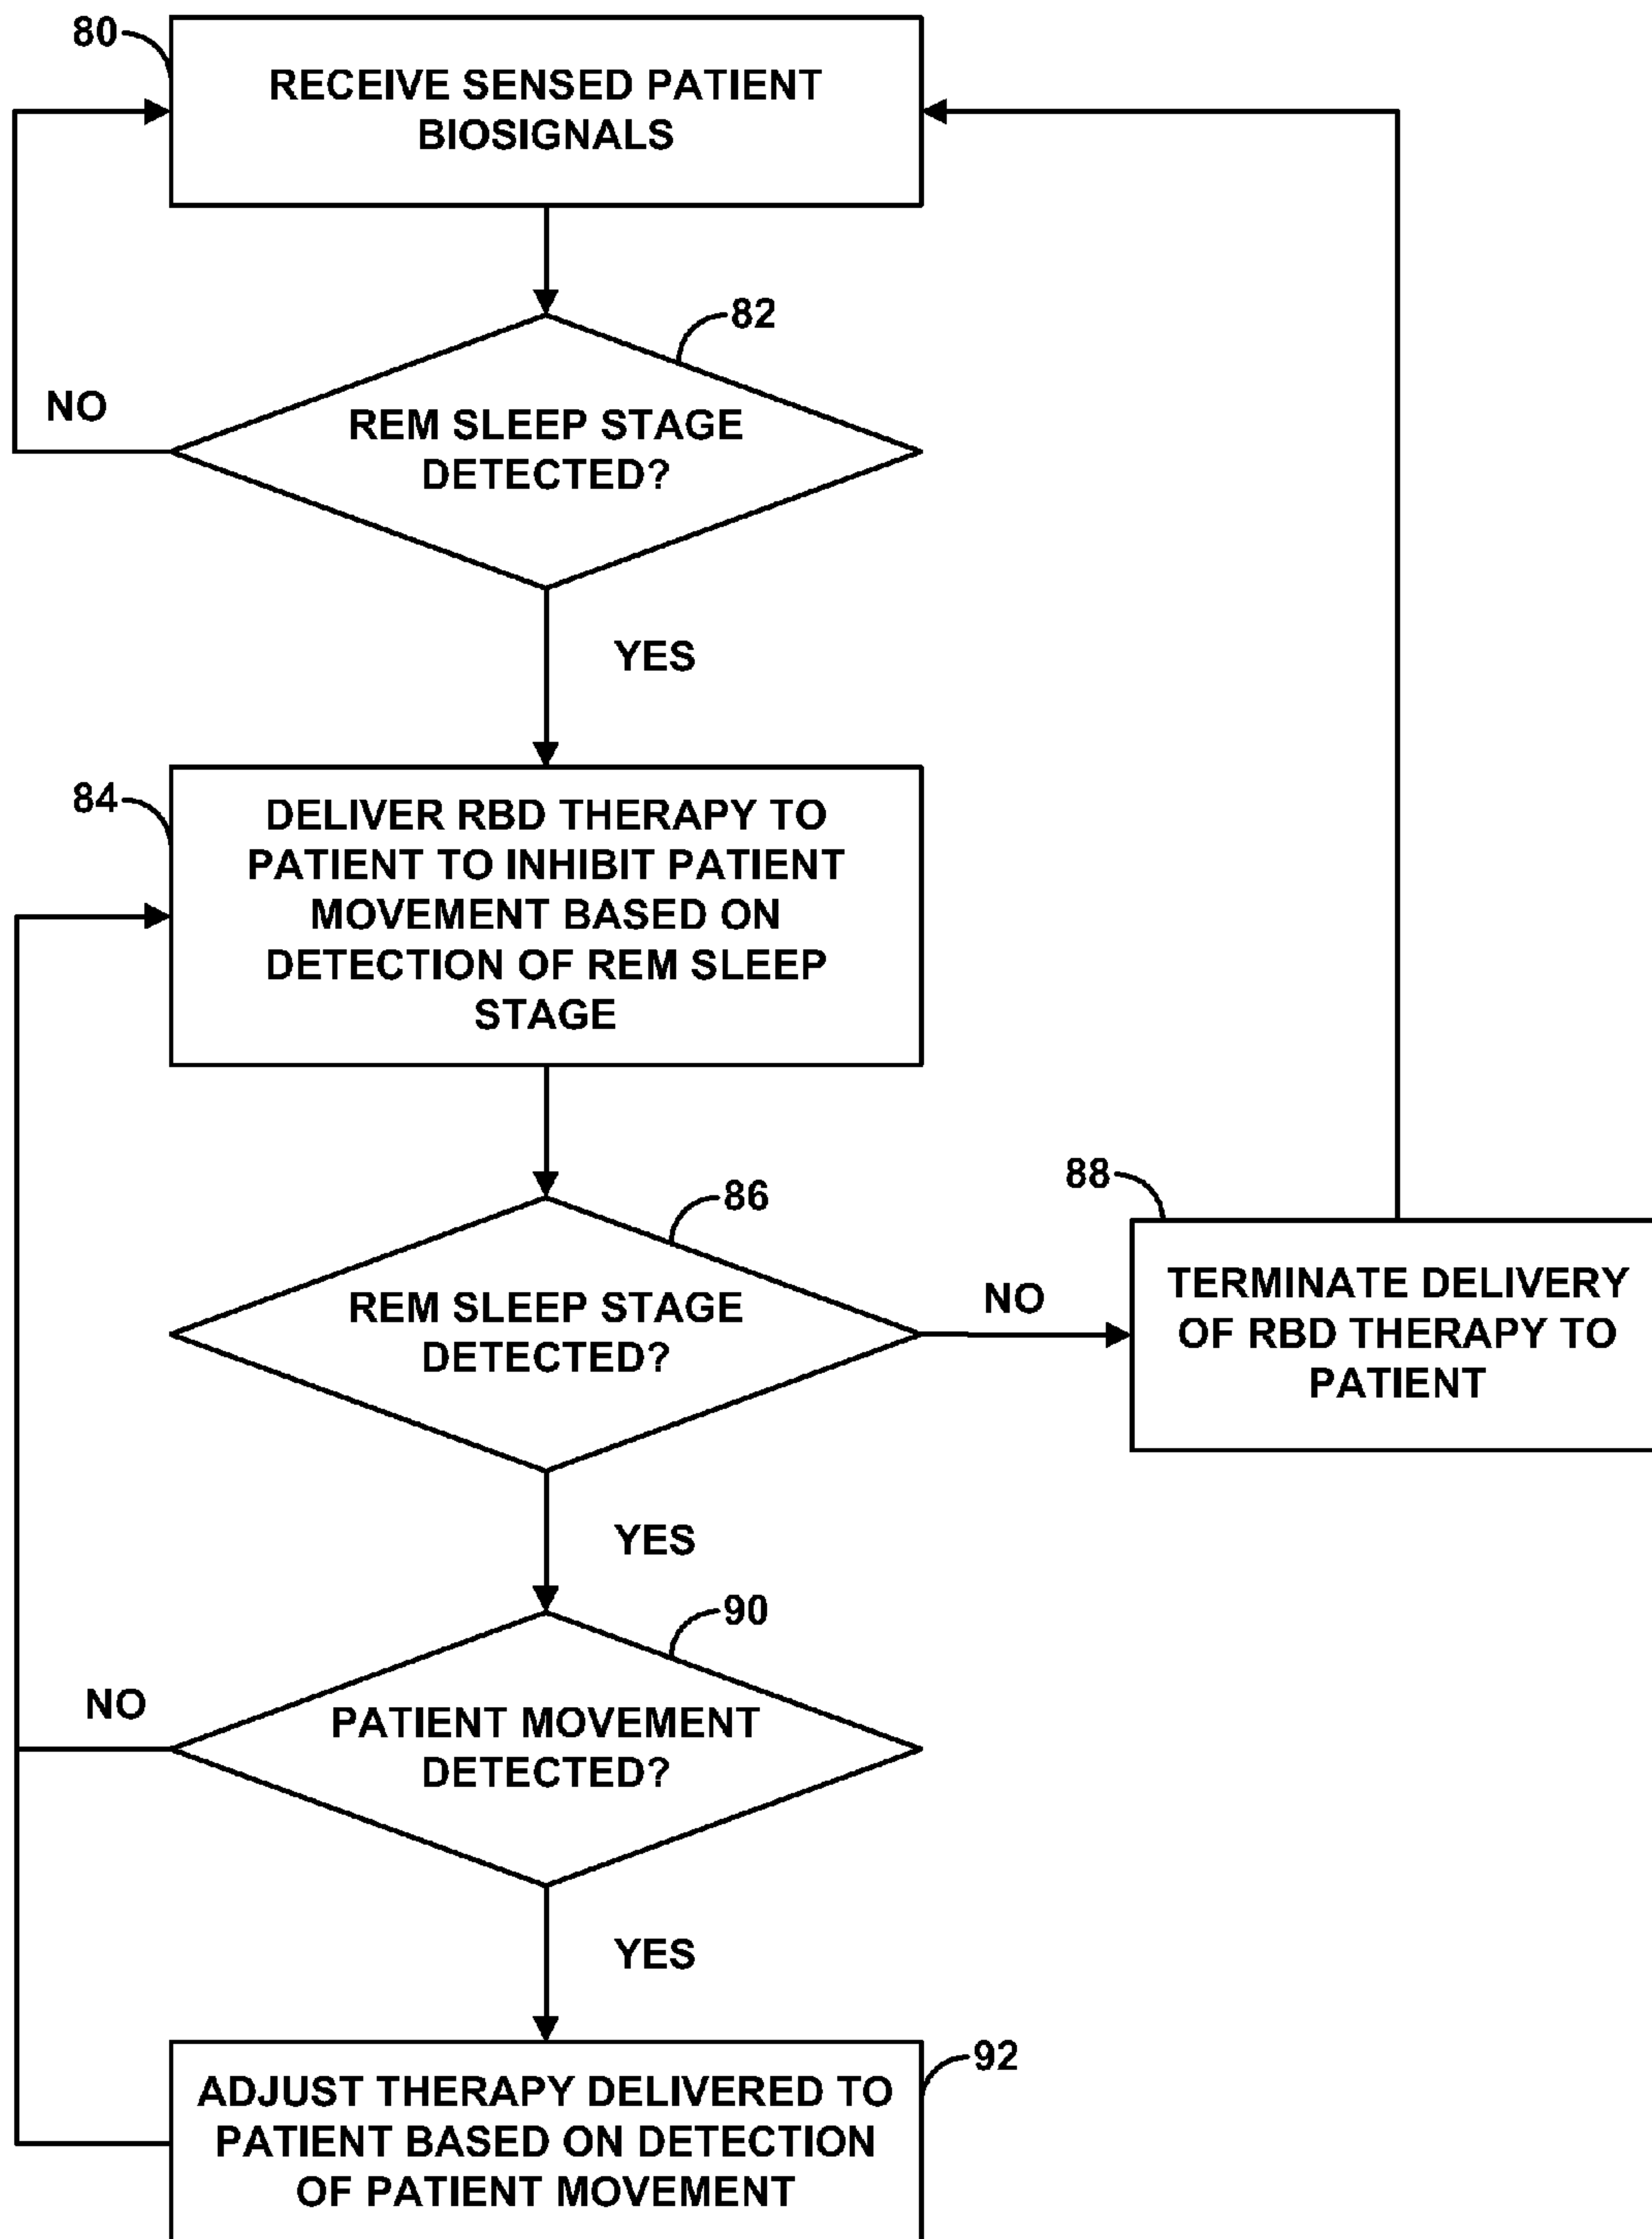 80
RECEIVE SENSED PATIENT
BIOSIGNALS
82
REM SLEEP STAGE
DETECTED?
NO
YES
84
DELIVER RBD THERAPY TO
PATIENT TO INHIBIT PATIENT
MOVEMENT BASED ON
DETECTION OF REM SLEEP
STAGE
86
REM SLEEP STAGE
DETECTED?
NO
88
TERMINATE DELIVERY
OF RBD THERAPY TO
PATIENT
YES
90
PATIENT MOVEMENT
DETECTED?
NO
YES
92
ADJUST THERAPY DELIVERED TO
PATIENT BASED ON DETECTION
OF PATIENT MOVEMENT